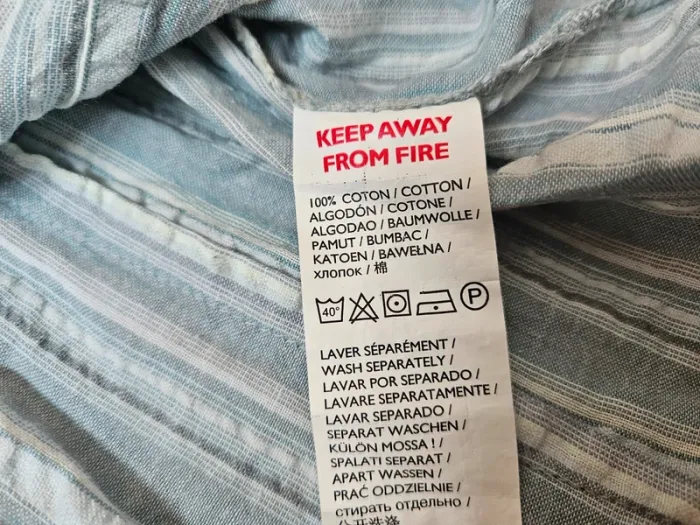 KEEP AWAY
FROM FIRE
100% COTON / COTTON /
ALGODÓN / COTONE /
ALGODAO / BAUMWOLLE /
PAMUT / BUMBAC /
KATOEN / BAWEŁNA /
хлопок / 棉
40° P
LAVER SÉPARÉMENT /
WASH SEPARATELY /
LAVAR POR SEPARADO /
LAVARE SEPARATAMENTE /
LAVAR SEPARADO /
SEPARAT WASCHEN /
KÜLÖN MOSSA ! /
SPALATI SEPARAT /
APART WASSEN /
PRAĆ ODDZIELNIE /
стирать отдельно /